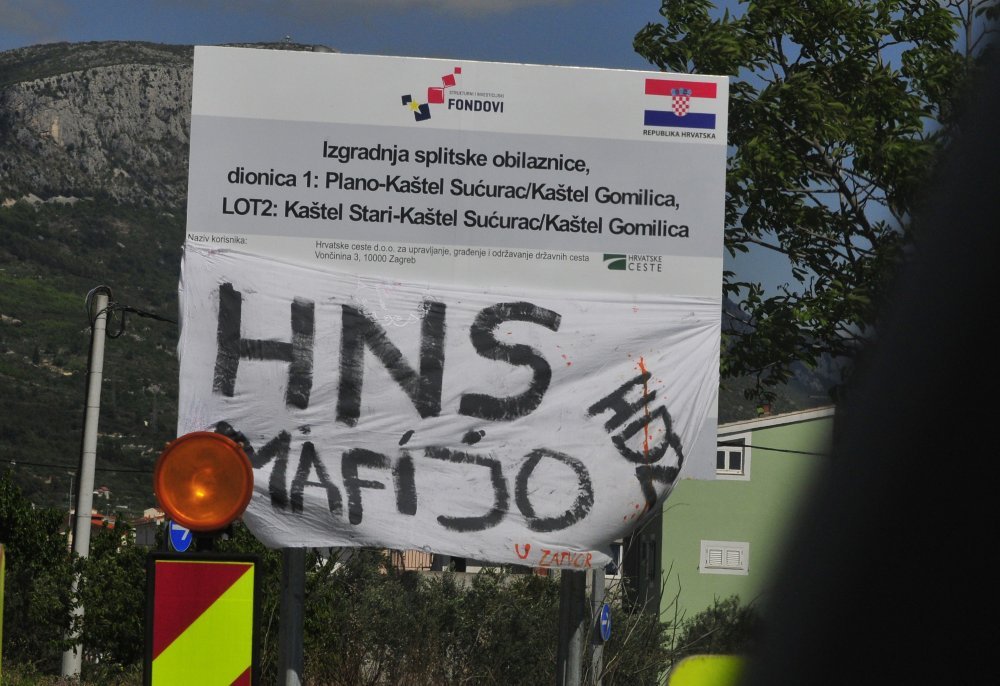 STRUKTURNI I INVESTICIJSKI
FONDOVI
REPUBLIKA HRVATSKA
Izgradnja splitske obilaznice,
dionica 1: Plano-Kaštel Sućurac/Kaštel Gomilica,
LOT2: Kaštel Stari-Kaštel Sućurac/Kaštel Gomilica
Naziv korisnika:
Hrvatske ceste d.o.o. za upravljanje, građenje i održavanje državnih cesta
Vončinina 3, 10000 Zagreb
HRVATSKE
CESTE
HNS
MAFIJO
HDZ
U ZATVOR